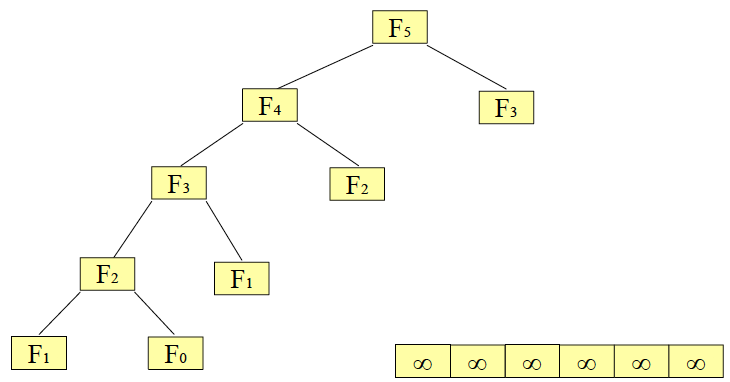 F₅
F₄ F₃
F₃ F₂
F₂ F₁
F₁ F₀ ∞ ∞ ∞ ∞ ∞ ∞